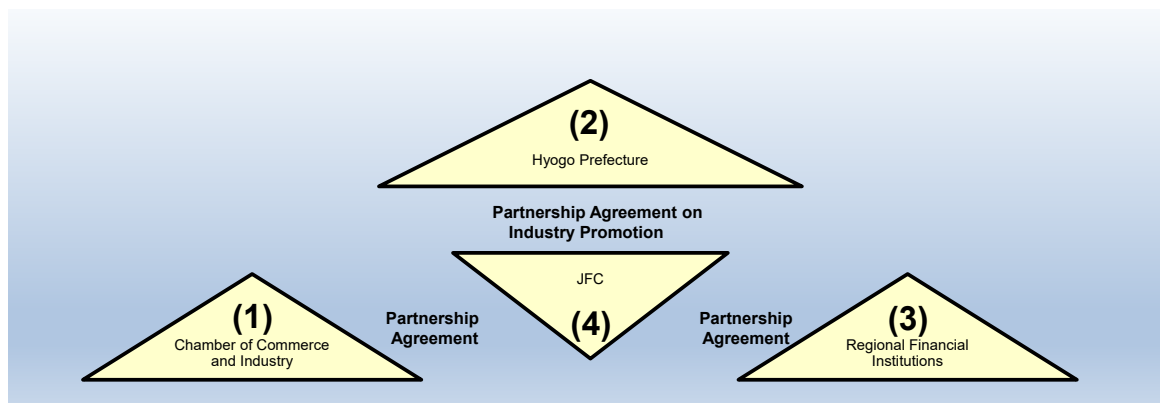 (2)
Hyogo Prefecture
Partnership Agreement on
Industry Promotion
JFC
(4)
(1)
Chamber of Commerce
and Industry
Partnership
Agreement
Partnership
Agreement
(3)
Regional Financial
Institutions